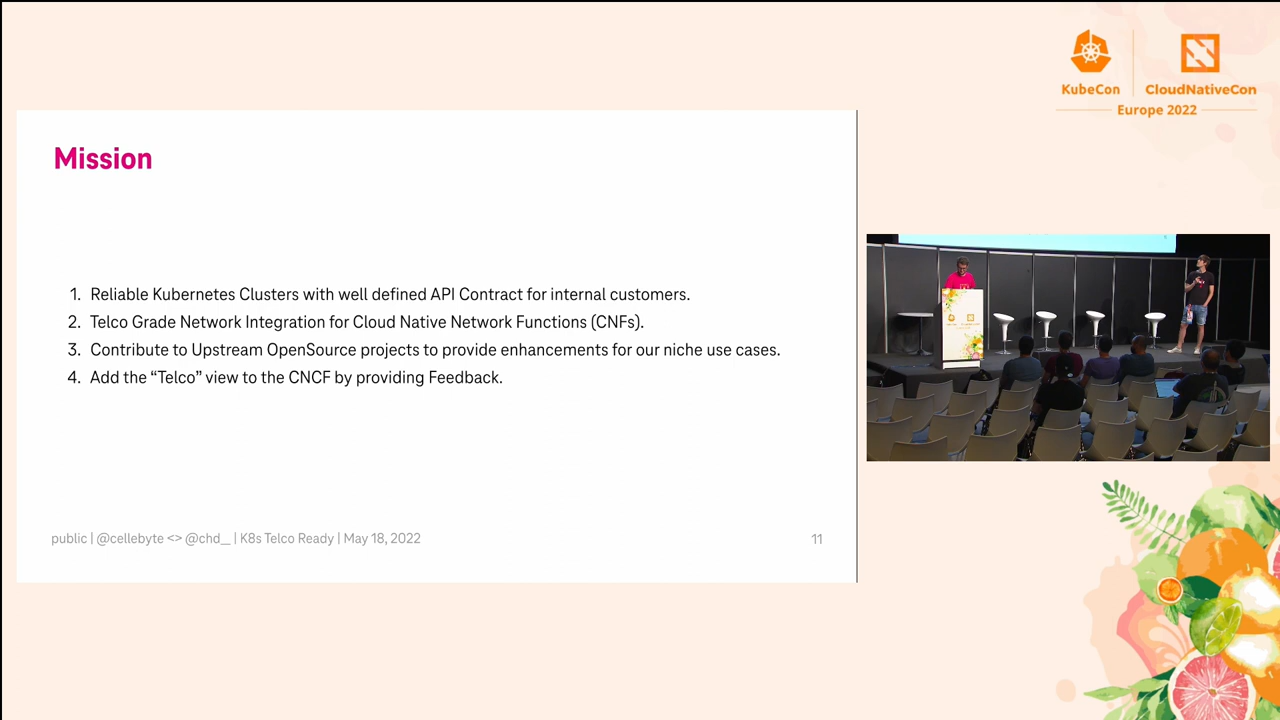 KubeCon
CloudNativeCon
Europe 2022
Mission
1. Reliable Kubernetes Clusters with well defined API Contract for internal customers.
2. Telco Grade Network Integration for Cloud Native Network Functions (CNFs).
3. Contribute to Upstream OpenSource projects to provide enhancements for our niche use cases.
4. Add the “Telco” view to the CNCF by providing Feedback.
public | @cellebyte <> @chd_ | K8s Telco Ready | May 18, 2022
11